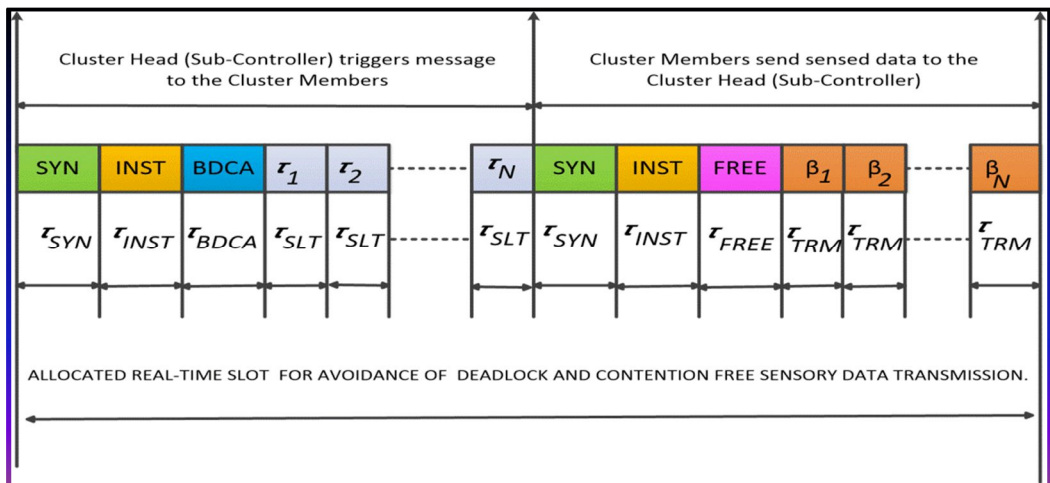 Cluster Head (Sub-Controller) triggers message
to the Cluster Members
Cluster Members send sensed data to the
Cluster Head (Sub-Controller)
SYN INST BDCA τ1 τ2 τN SYN INST FREE β1 β2 βN
τSYN τINST τBDCA τSLT τSLT τSLT τSYN τINST τFREE τTRM τTRM τTRM
ALLOCATED REAL-TIME SLOT FOR AVOIDANCE OF DEADLOCK AND CONTENTION FREE SENSORY DATA TRANSMISSION.